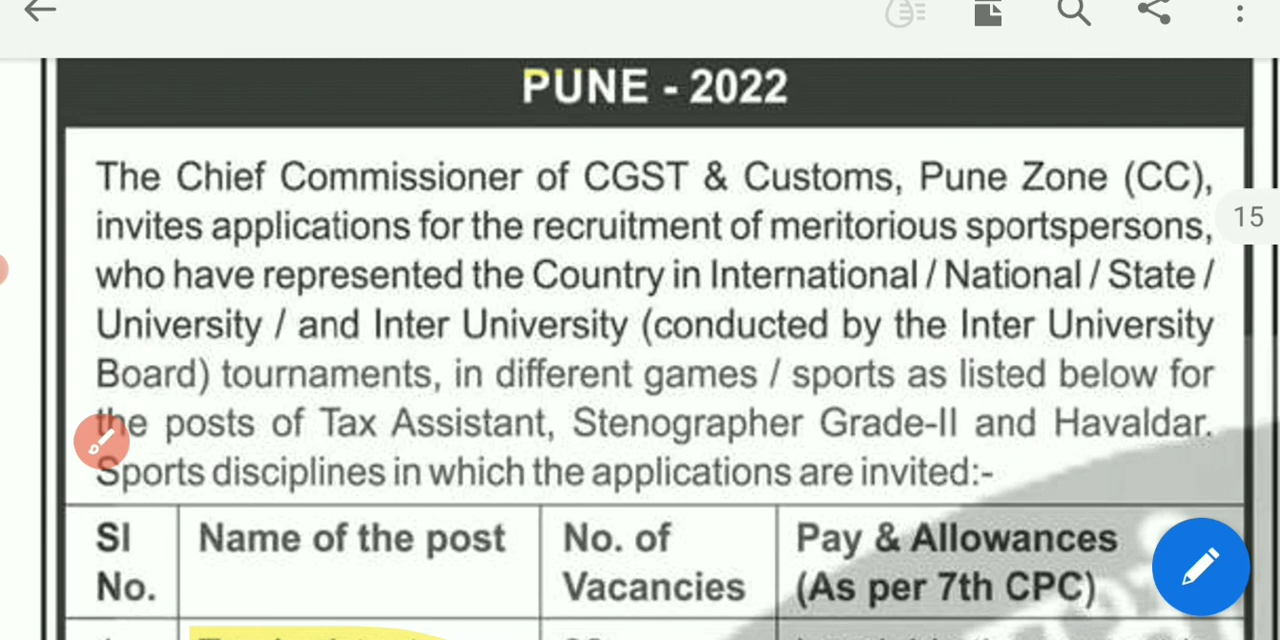 PUNE - 2022
15
The Chief Commissioner of CGST & Customs, Pune Zone (CC),
invites applications for the recruitment of meritorious sportspersons,
who have represented the Country in International / National / State /
University / and Inter University (conducted by the Inter University
Board) tournaments, in different games / sports as listed below for
the posts of Tax Assistant, Stenographer Grade-II and Havaldar.
Sports disciplines in which the applications are invited:-
Sl No.
Name of the post
No. of Vacancies
Pay & Allowances
(As per 7th CPC)